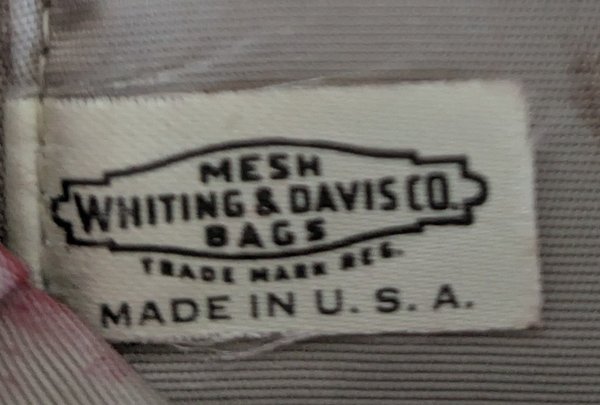 MESH
WHITING & DAVIS CO.
BAGS
TRADE MARK REG.
MADE IN U. S. A.